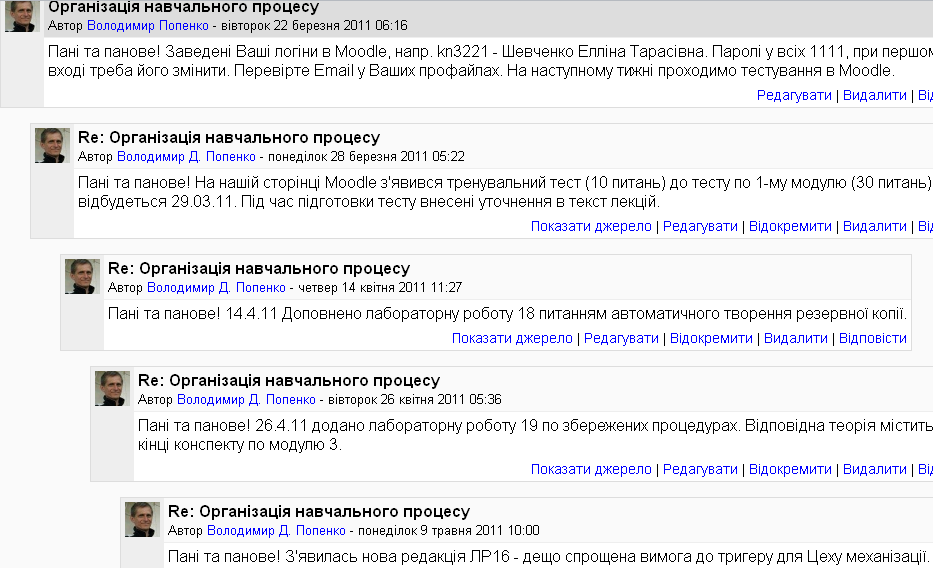 Організація навчального процесу
Автор Володимир Попенко - вівторок 22 березня 2011 06:16
Пані та панове! Заведені Ваші логіни в Moodle, напр. kn3221 - Шевченко Елліна Тарасівна. Паролі у всіх 1111, при першом
вході треба його змінити. Перевірте Email у Ваших профайлах. На наступному тижні проходимо тестування в Moodle.
Редагувати | Видалити | Ві
Re: Організація навчального процесу
Автор Володимир Д. Попенко - понеділок 28 березня 2011 05:22
Пані та панове! На нашій сторінці Moodle з'явився тренувальний тест (10 питань) до тесту по 1-му модулю (30 питань)
відбудеться 29.03.11. Під час підготовки тесту внесені уточнення в текст лекцій.
Показати джерело | Редагувати | Відокремити | Видалити | Ві
Re: Організація навчального процесу
Автор Володимир Д. Попенко - четвер 14 квітня 2011 11:27
Пані та панове! 14.4.11 Доповнено лабораторну роботу 18 питанням автоматичного творення резервної копії.
Показати джерело | Редагувати | Відокремити | Видалити | Відповісти
Re: Організація навчального процесу
Автор Володимир Д. Попенко - вівторок 26 квітня 2011 05:36
Пані та панове! 26.4.11 додано лабораторну роботу 19 по збережених процедурах. Відповідна теорія містить
кінці конспекту по модулю 3.
Показати джерело | Редагувати | Відокремити | Видалити | Ві
Re: Організація навчального процесу
Автор Володимир Д. Попенко - понеділок 9 травня 2011 10:00
Пані та панове! З'явилась нова редакція ЛР16 - дещо спрощена вимога до тригеру для Цеху механізації.